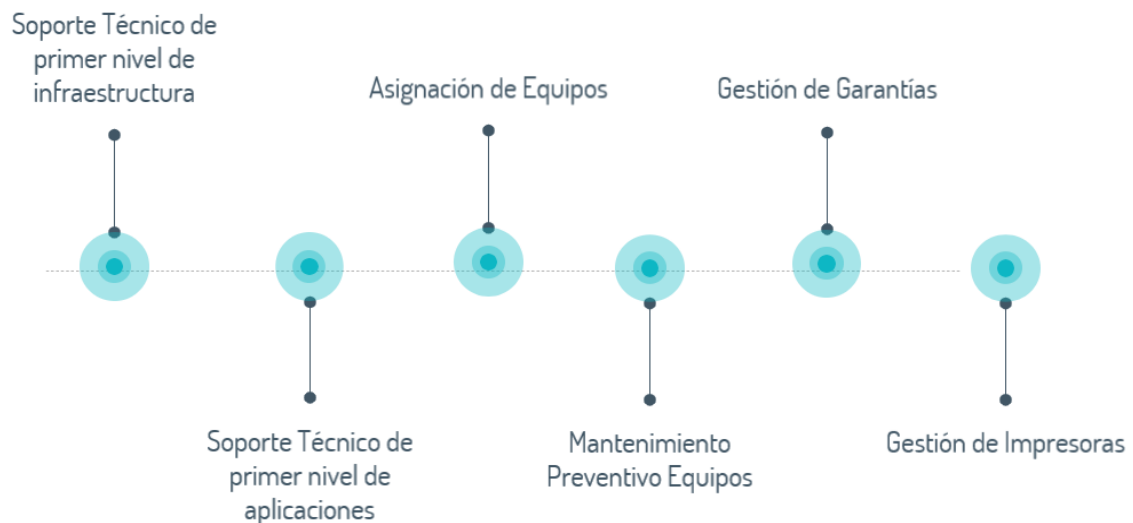 Soporte Técnico de
primer nivel de
infraestructura
Asignación de Equipos
Gestión de Garantías
Soporte Técnico de
primer nivel de
aplicaciones
Mantenimiento
Preventivo Equipos
Gestión de Impresoras